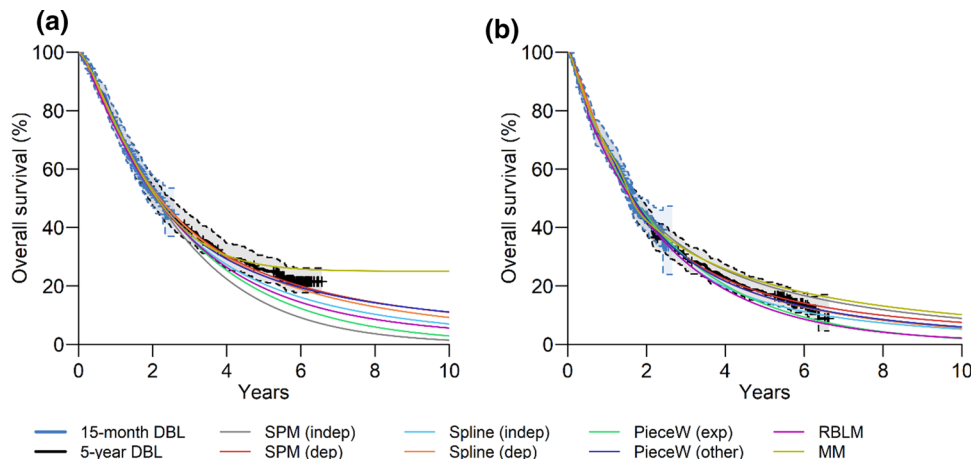 (a)
(b)
Overall survival (%)
100
80
60
40
20
0
0 2 4 6 8 10
Years
Overall survival (%)
100
80
60
40
20
0
0 2 4 6 8 10
Years
15-month DBL SPM (indep) Spline (indep) PieceW (exp) RBLM
5-year DBL SPM (dep) Spline (dep) PieceW (other) MM